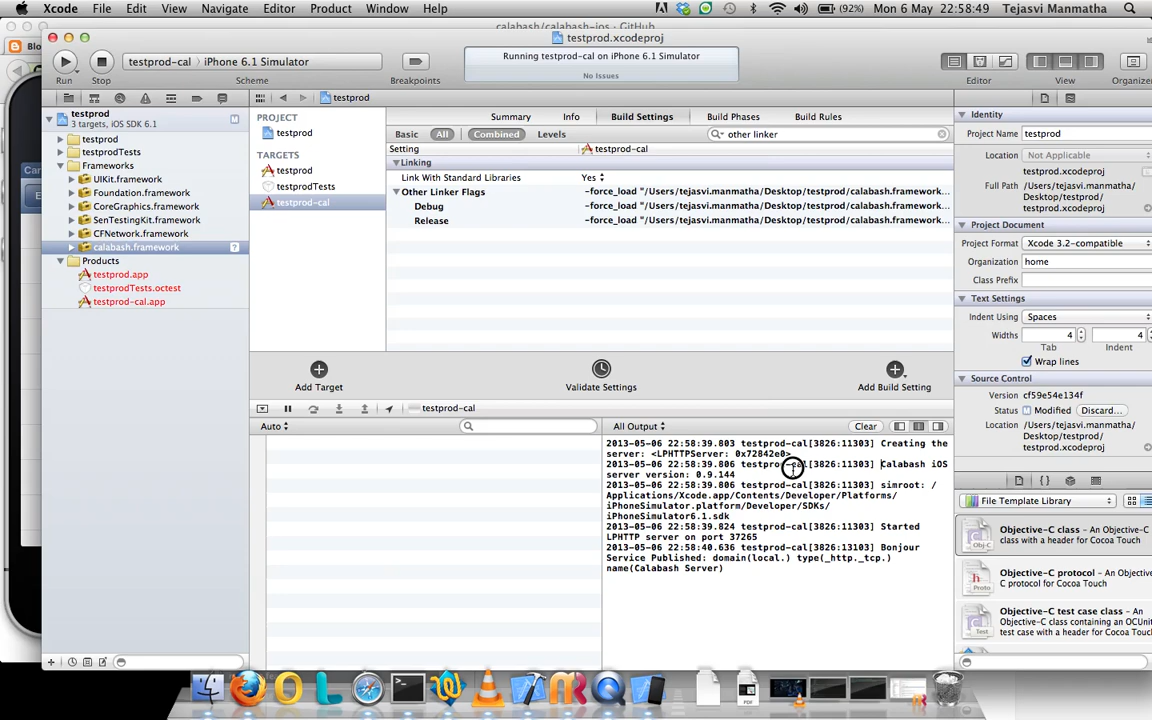 Xcode File Edit View Navigate Editor Product Window Help
(92%) Mon 6 May 22:58:49 Tejasvi Manmatha
calabash/calabash-ios · GitHub
testprod.xcodeproj
Blo
testprod-cal iPhone 6.1 Simulator
Running testprod-cal on iPhone 6.1 Simulator
No Issues
Run Stop Scheme Breakpoints Editor View Organizer
testprod
testprod
3 targets, iOS SDK 6.1
M
testprod
testprodTests
Frameworks
UIKit.framework
Foundation.framework
CoreGraphics.framework
SenTestingKit.framework
CFNetwork.framework
calabash.framework ?
Products
testprod.app
testprodTests.octest
testprod-cal.app
Can
PROJECT
testprod
TARGETS
testprod
testprodTests
testprod-cal
Summary Info Build Settings Build Phases Build Rules
Basic All Combined Levels other linker
Setting testprod-cal
Linking
Link With Standard Libraries Yes
Other Linker Flags -force_load "/Users/tejasvi.manmatha/Desktop/testprod/calabash.framework...
Debug -force_load "/Users/tejasvi.manmatha/Desktop/testprod/calabash.framework...
Release -force_load "/Users/tejasvi.manmatha/Desktop/testprod/calabash.framework...
Add Target Validate Settings Add Build Setting
testprod-cal
Auto
All Output Clear
2013-05-06 22:58:39.803 testprod-cal[3826:11303] Creating the
server: <LPHTTPServer: 0x72842e0>
2013-05-06 22:58:39.806 testprod-cal[3826:11303] Calabash iOS
server version: 0.9.144
2013-05-06 22:58:39.806 testprod-cal[3826:11303] simroot: /
Applications/Xcode.app/Contents/Developer/Platforms/
iPhoneSimulator.platform/Developer/SDKs/
iPhoneSimulator6.1.sdk
2013-05-06 22:58:39.824 testprod-cal[3826:11303] Started
LPHTTP server on port 37265
2013-05-06 22:58:40.636 testprod-cal[3826:13103] Bonjour
Service Published: domain(local.) type(_http._tcp.)
name(Calabash Server)
Identity
Project Name testprod
Location Not Applicable
testprod.xcodeproj
Full Path /Users/
tejasvi.manmatha/
Desktop/testprod/
testprod.xcodeproj
Project Document
Project Format Xcode 3.2-compatible
Organization home
Class Prefix
Text Settings
Indent Using Spaces
Widths 4 4
Tab Indent
Wrap lines
Source Control
Version cf59e54e134f
Status M Modified Discard...
Location /Users/
tejasvi.manmatha/
Desktop/testprod/
testprod.xcodeproj
File Template Library
Objective-C class - An Objective-
C class with a header for Cocoa Touch
Obj-C
Objective-C protocol - An Objective-
C protocol for Cocoa Touch
Proto
Objective-C test case class - An
Objective-C class containing an OCUnit
test case with a header for Cocoa Touch
Test
PDF